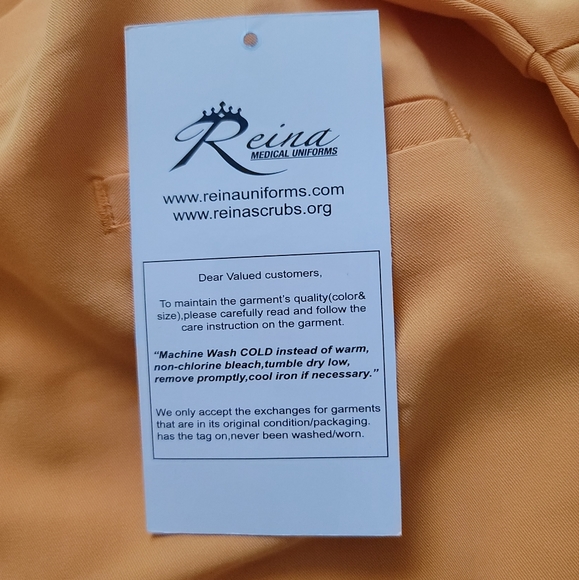 Reina
MEDICAL UNIFORMS
www.reinauniforms.com
www.reinascrubs.org
Dear Valued customers,
To maintain the garment's quality(color&
size),please carefully read and follow the
care instruction on the garment.
"Machine Wash COLD instead of warm,
non-chlorine bleach,tumble dry low,
remove promptly,cool iron if necessary."
We only accept the exchanges for garments
that are in its original condition/packaging.
has the tag on,never been washed/worn.